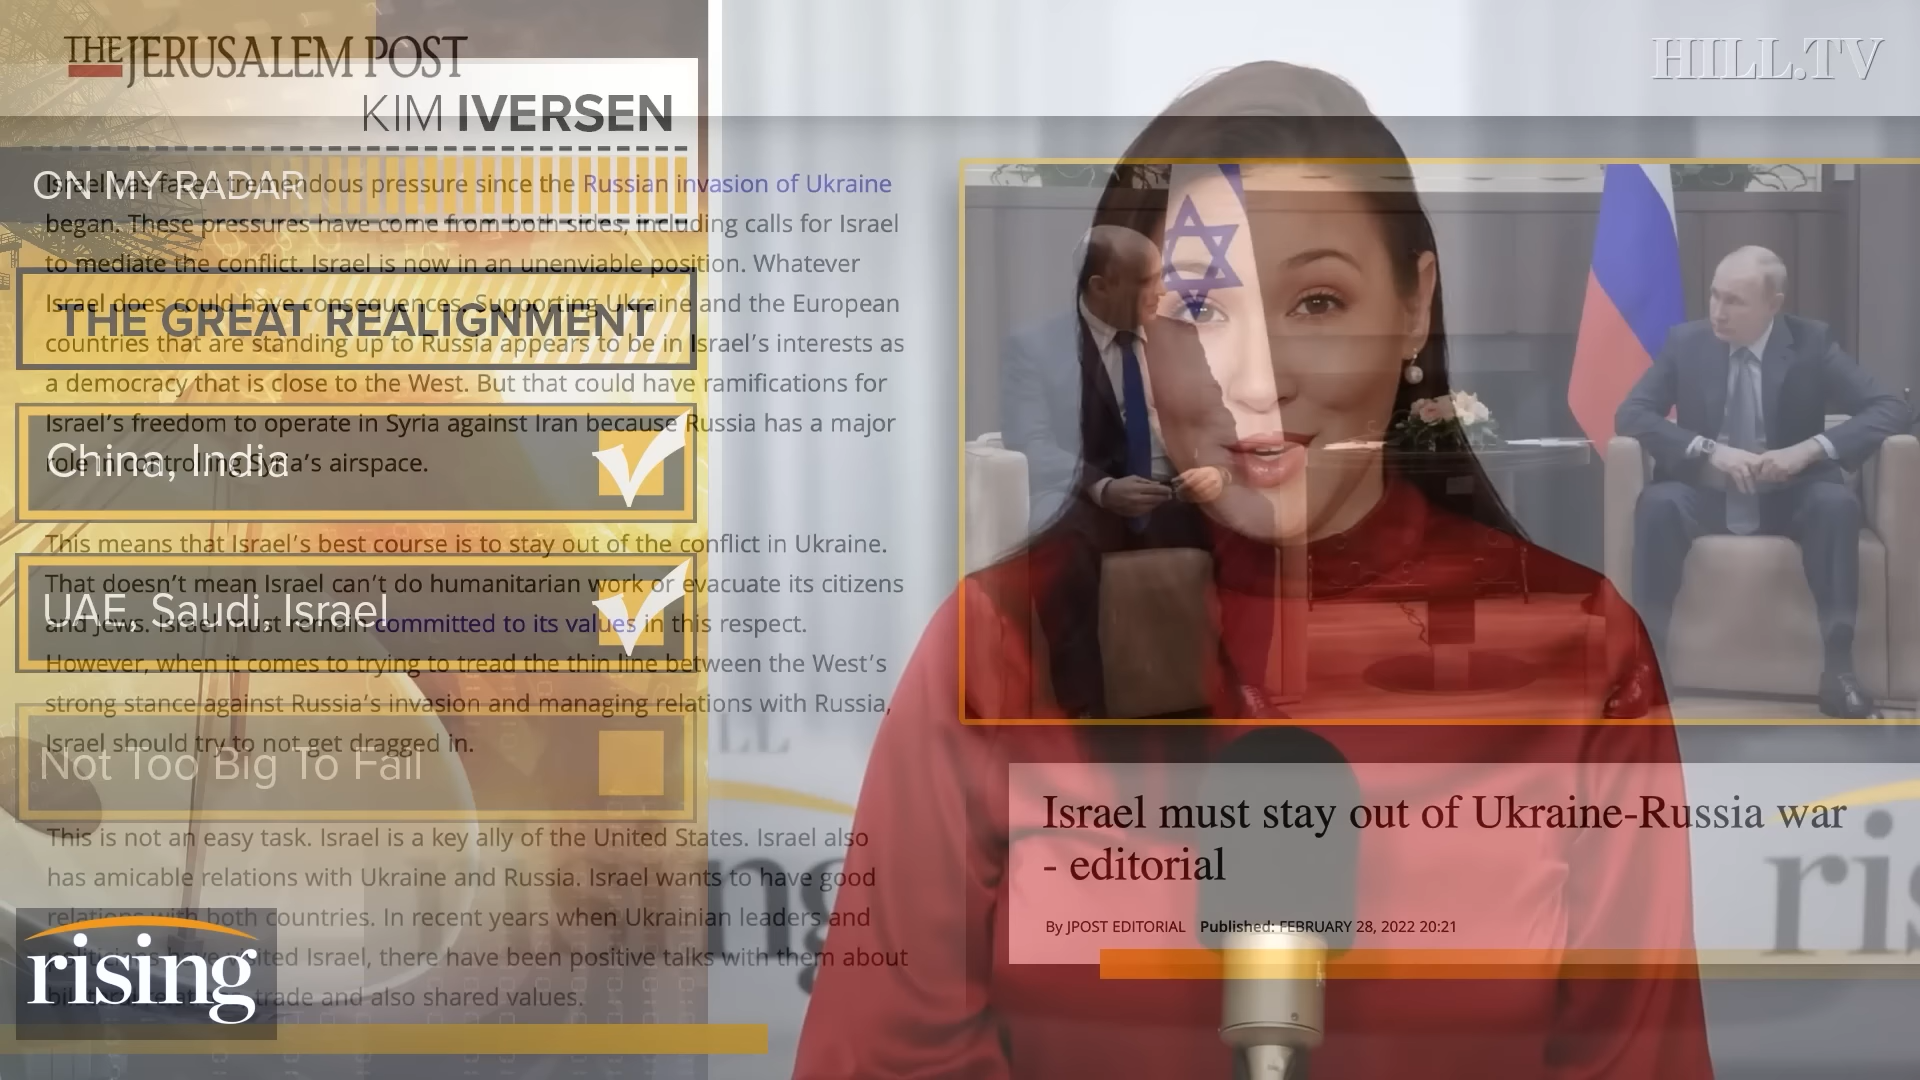 THE JERUSALEM POST
HILL.TV
KIM IVERSEN
ON MY RADAR
Israel has faced tremendous pressure since the Russian invasion of Ukraine
began. These pressures have come from both sides, including calls for Israel
to mediate the conflict. Israel is now in an unenviable position. Whatever
Israel does could have consequences. Supporting Ukraine and the European
THE GREAT REALIGNMENT
countries that are standing up to Russia appears to be in Israel's interests as
a democracy that is close to the West. But that could have ramifications for
Israel's freedom to operate in Syria against Iran because Russia has a major
China, India
role in controlling Syria's airspace.
This means that Israel's best course is to stay out of the conflict in Ukraine.
That doesn't mean Israel can't do humanitarian work or evacuate its citizens
UAE, Saudi, Israel
and Jews. Israel must remain committed to its values in this respect.
However, when it comes to trying to tread the thin line between the West's
strong stance against Russia's invasion and managing relations with Russia,
Israel should try to not get dragged in.
Not Too Big To Fail
This is not an easy task. Israel is a key ally of the United States. Israel also
has amicable relations with Ukraine and Russia. Israel wants to have good
relations with both countries. In recent years when Ukrainian leaders and
visited Israel, there have been positive talks with them about
trade and also shared values.
rising
Israel must stay out of Ukraine-Russia war
- editorial
By JPOST EDITORIAL Published: FEBRUARY 28, 2022 20:21